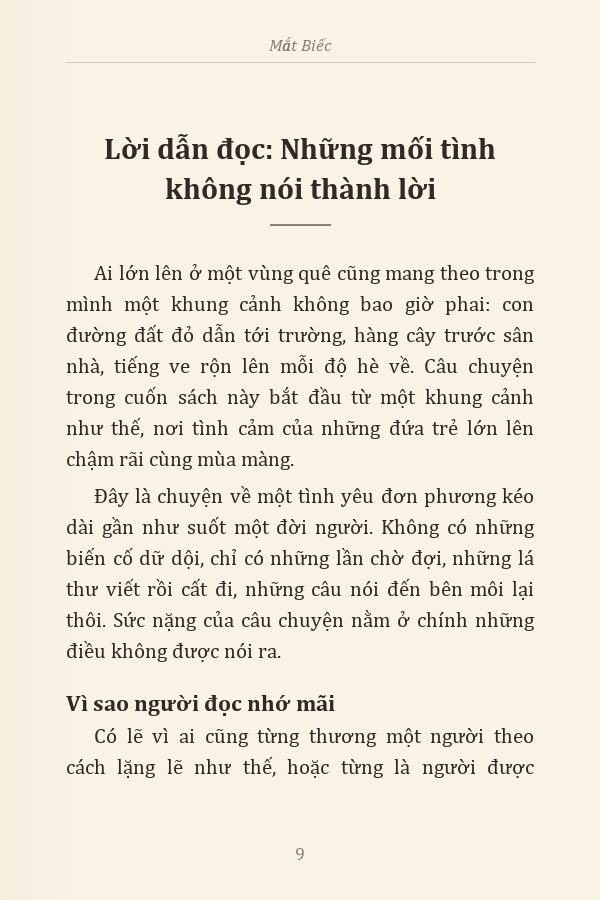 Mắt Biếc
Lời dẫn đọc: Những mối tình
không nói thành lời
Ai lớn lên ở một vùng quê cũng mang theo trong
mình một khung cảnh không bao giờ phai: con
đường đất đỏ dẫn tới trường, hàng cây trước sân
nhà, tiếng ve rộn lên mỗi độ hè về. Câu chuyện
trong cuốn sách này bắt đầu từ một khung cảnh
như thế, nơi tình cảm của những đứa trẻ lớn lên
chậm rãi cùng mùa màng.
Đây là chuyện về một tình yêu đơn phương kéo
dài gần như suốt một đời người. Không có những
biến cố dữ dội, chỉ có những lần chờ đợi, những lá
thư viết rồi cất đi, những câu nói đến bên môi lại
thôi. Sức nặng của câu chuyện nằm ở chính những
điều không được nói ra.
Vì sao người đọc nhớ mãi
Có lẽ vì ai cũng từng thương một người theo
cách lặng lẽ như thế, hoặc từng là người được
9